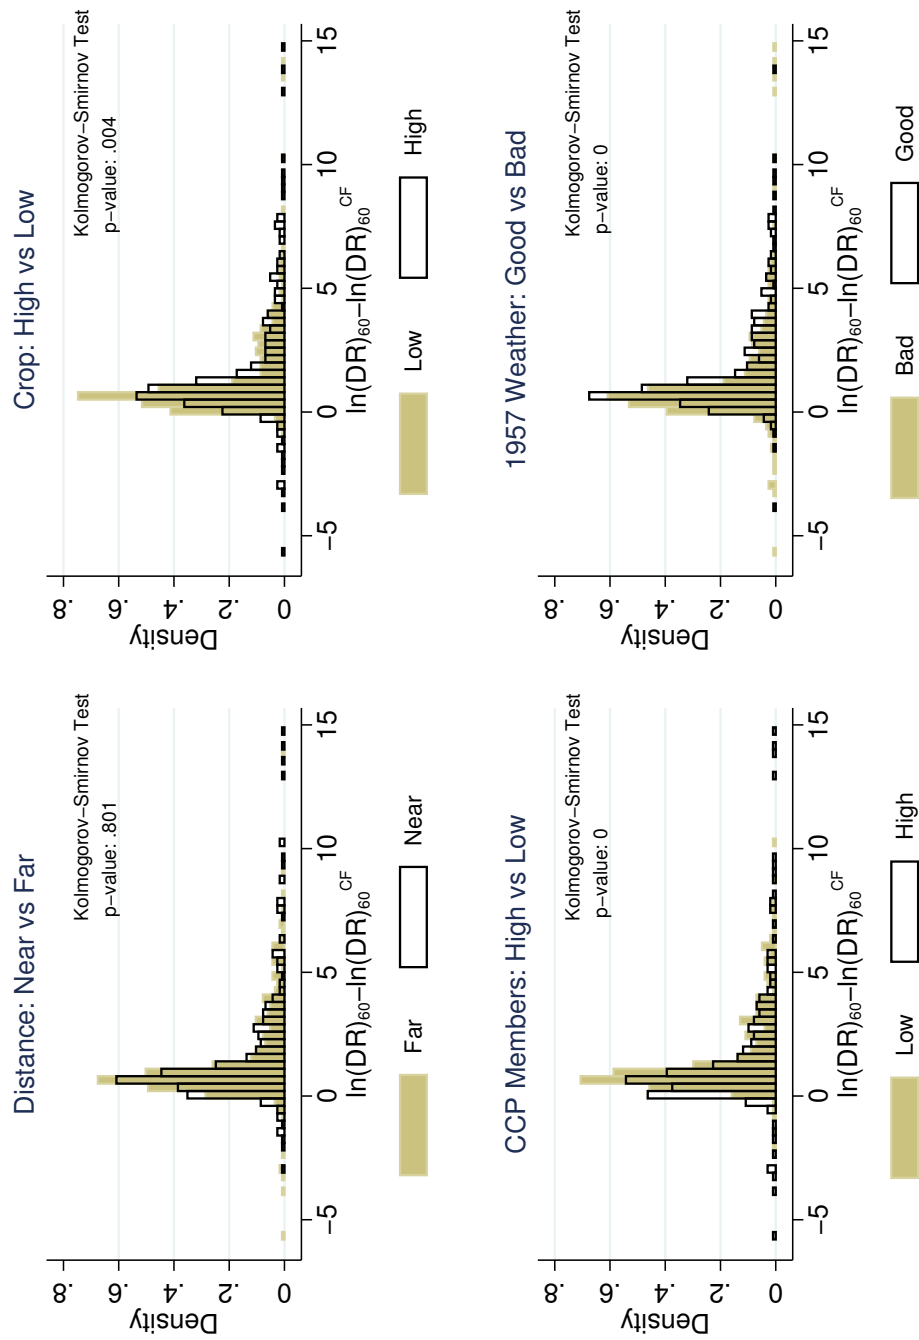 Distance: Near vs Far
Kolmogorov−Smirnov Test
p−value: .801
Density
.8
.6
.4
.2
0
−5
0
5
10
15
ln(DR)60−ln(DR)60CF
Far
Near
Crop: High vs Low
Kolmogorov−Smirnov Test
p−value: .004
Density
.8
.6
.4
.2
0
−5
0
5
10
15
ln(DR)60−ln(DR)60CF
Low
High
CCP Members: High vs Low
Kolmogorov−Smirnov Test
p−value: 0
Density
.8
.6
.4
.2
0
−5
0
5
10
15
ln(DR)60−ln(DR)60CF
Low
High
1957 Weather: Good vs Bad
Kolmogorov−Smirnov Test
p−value: 0
Density
.8
.6
.4
.2
0
−5
0
5
10
15
ln(DR)60−ln(DR)60CF
Bad
Good